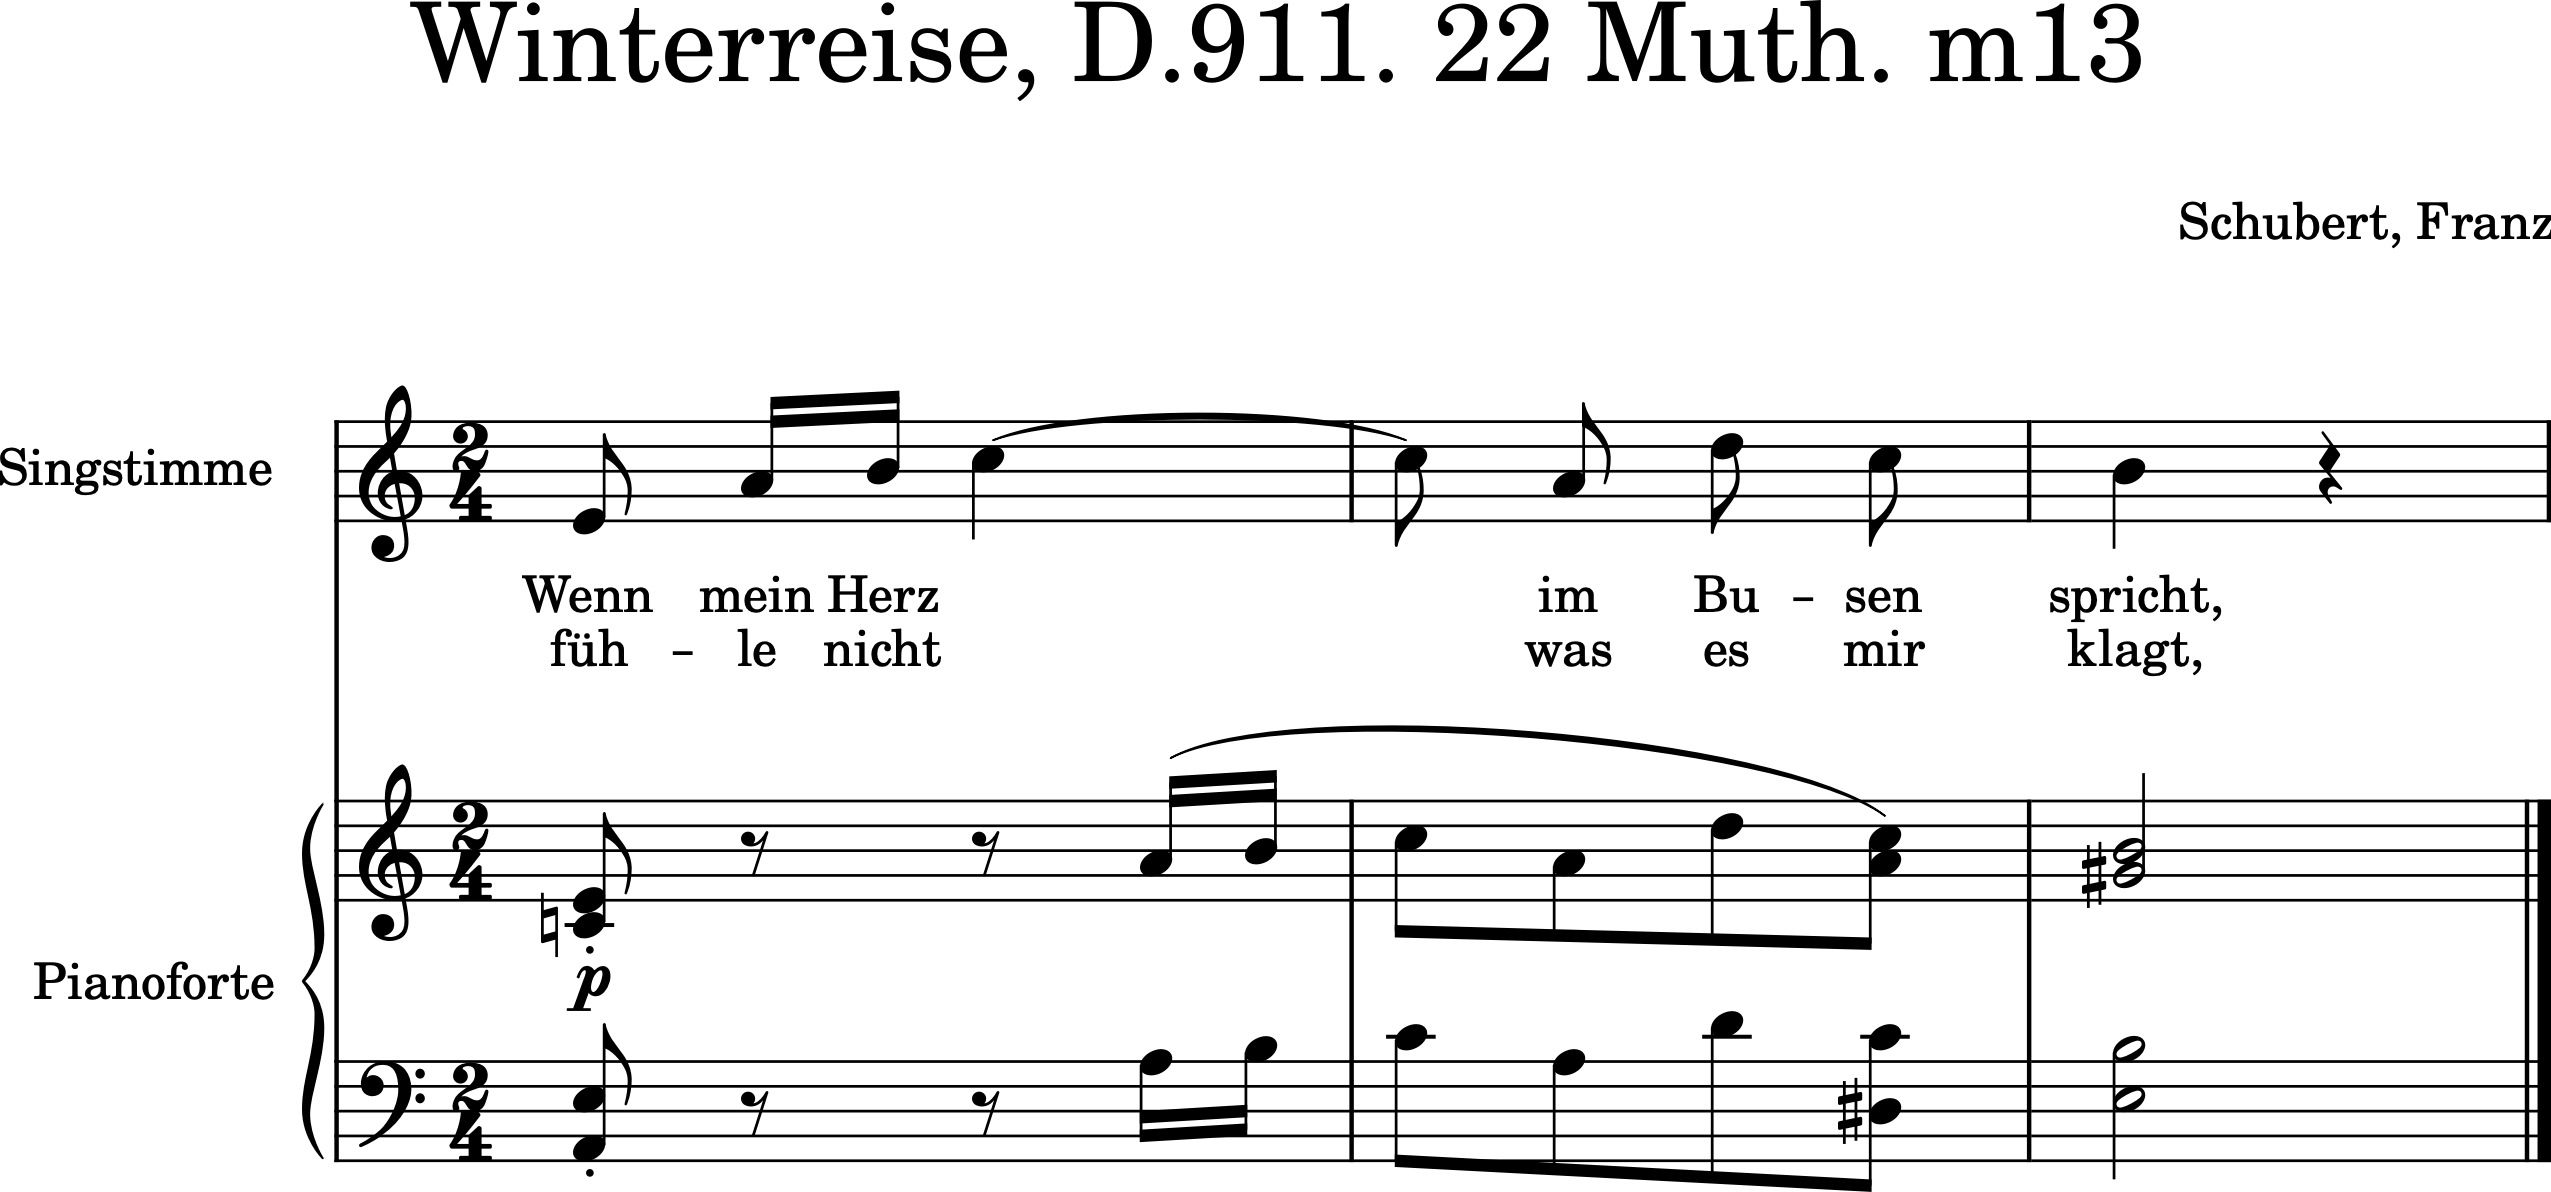 Winterreise, D.911. 22 Muth. m13
Schubert, Franz
Singstimme
Wenn mein Herz im Bu – sen spricht,
füh – le nicht was es mir klagt,
Pianoforte
p